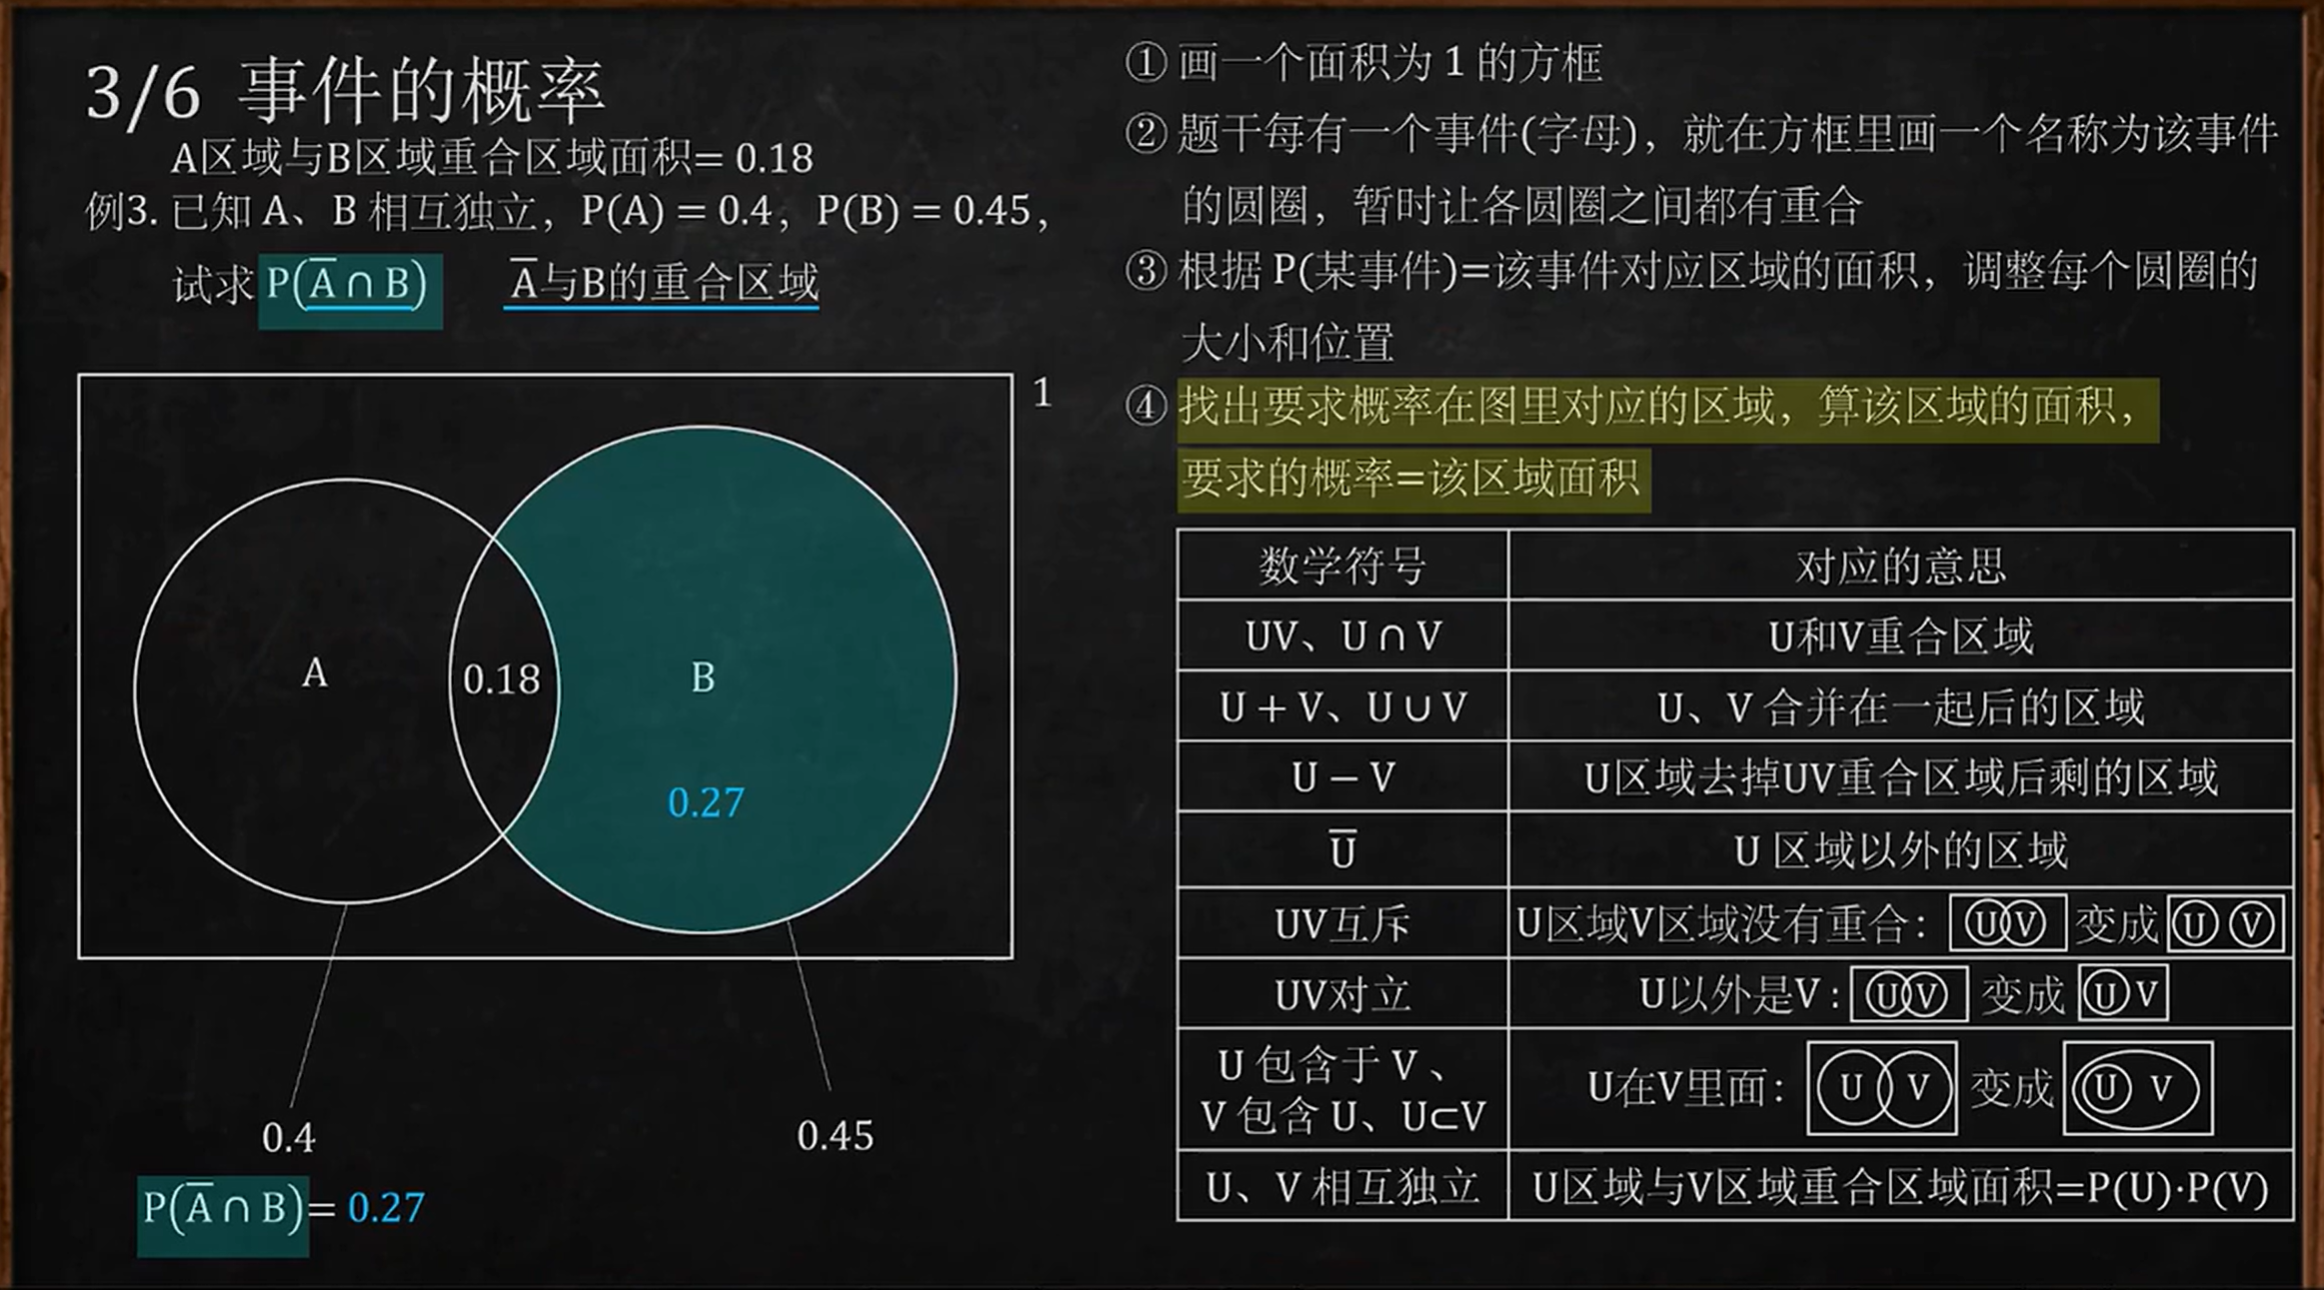 3/6 事件的概率
A区域与B区域重合区域面积= 0.18
例3. 已知 A、B 相互独立，P(A) = 0.4，P(B) = 0.45，
试求 P(A̅ ∩ B) A̅与B的重合区域
1
A
0.18
B
0.27
0.4
0.45
P(A̅ ∩ B)= 0.27
① 画一个面积为 1 的方框
② 题干每有一个事件(字母)，就在方框里画一个名称为该事件
的圆圈，暂时让各圆圈之间都有重合
③ 根据 P(某事件)=该事件对应区域的面积，调整每个圆圈的
大小和位置
④ 找出要求概率在图里对应的区域，算该区域的面积，
要求的概率=该区域面积
数学符号 对应的意思
UV、U ∩ V U和V重合区域
U + V、U ∪ V U、V 合并在一起后的区域
U − V U区域去掉UV重合区域后剩的区域
U̅ U 区域以外的区域
UV互斥 U区域V区域没有重合： U V 变成 U V
UV对立 U以外是V： U V 变成 U V
U 包含于 V 、
V 包含 U、U⊂V U在V里面： U V 变成 U V
U、V 相互独立 U区域与V区域重合区域面积=P(U)·P(V)